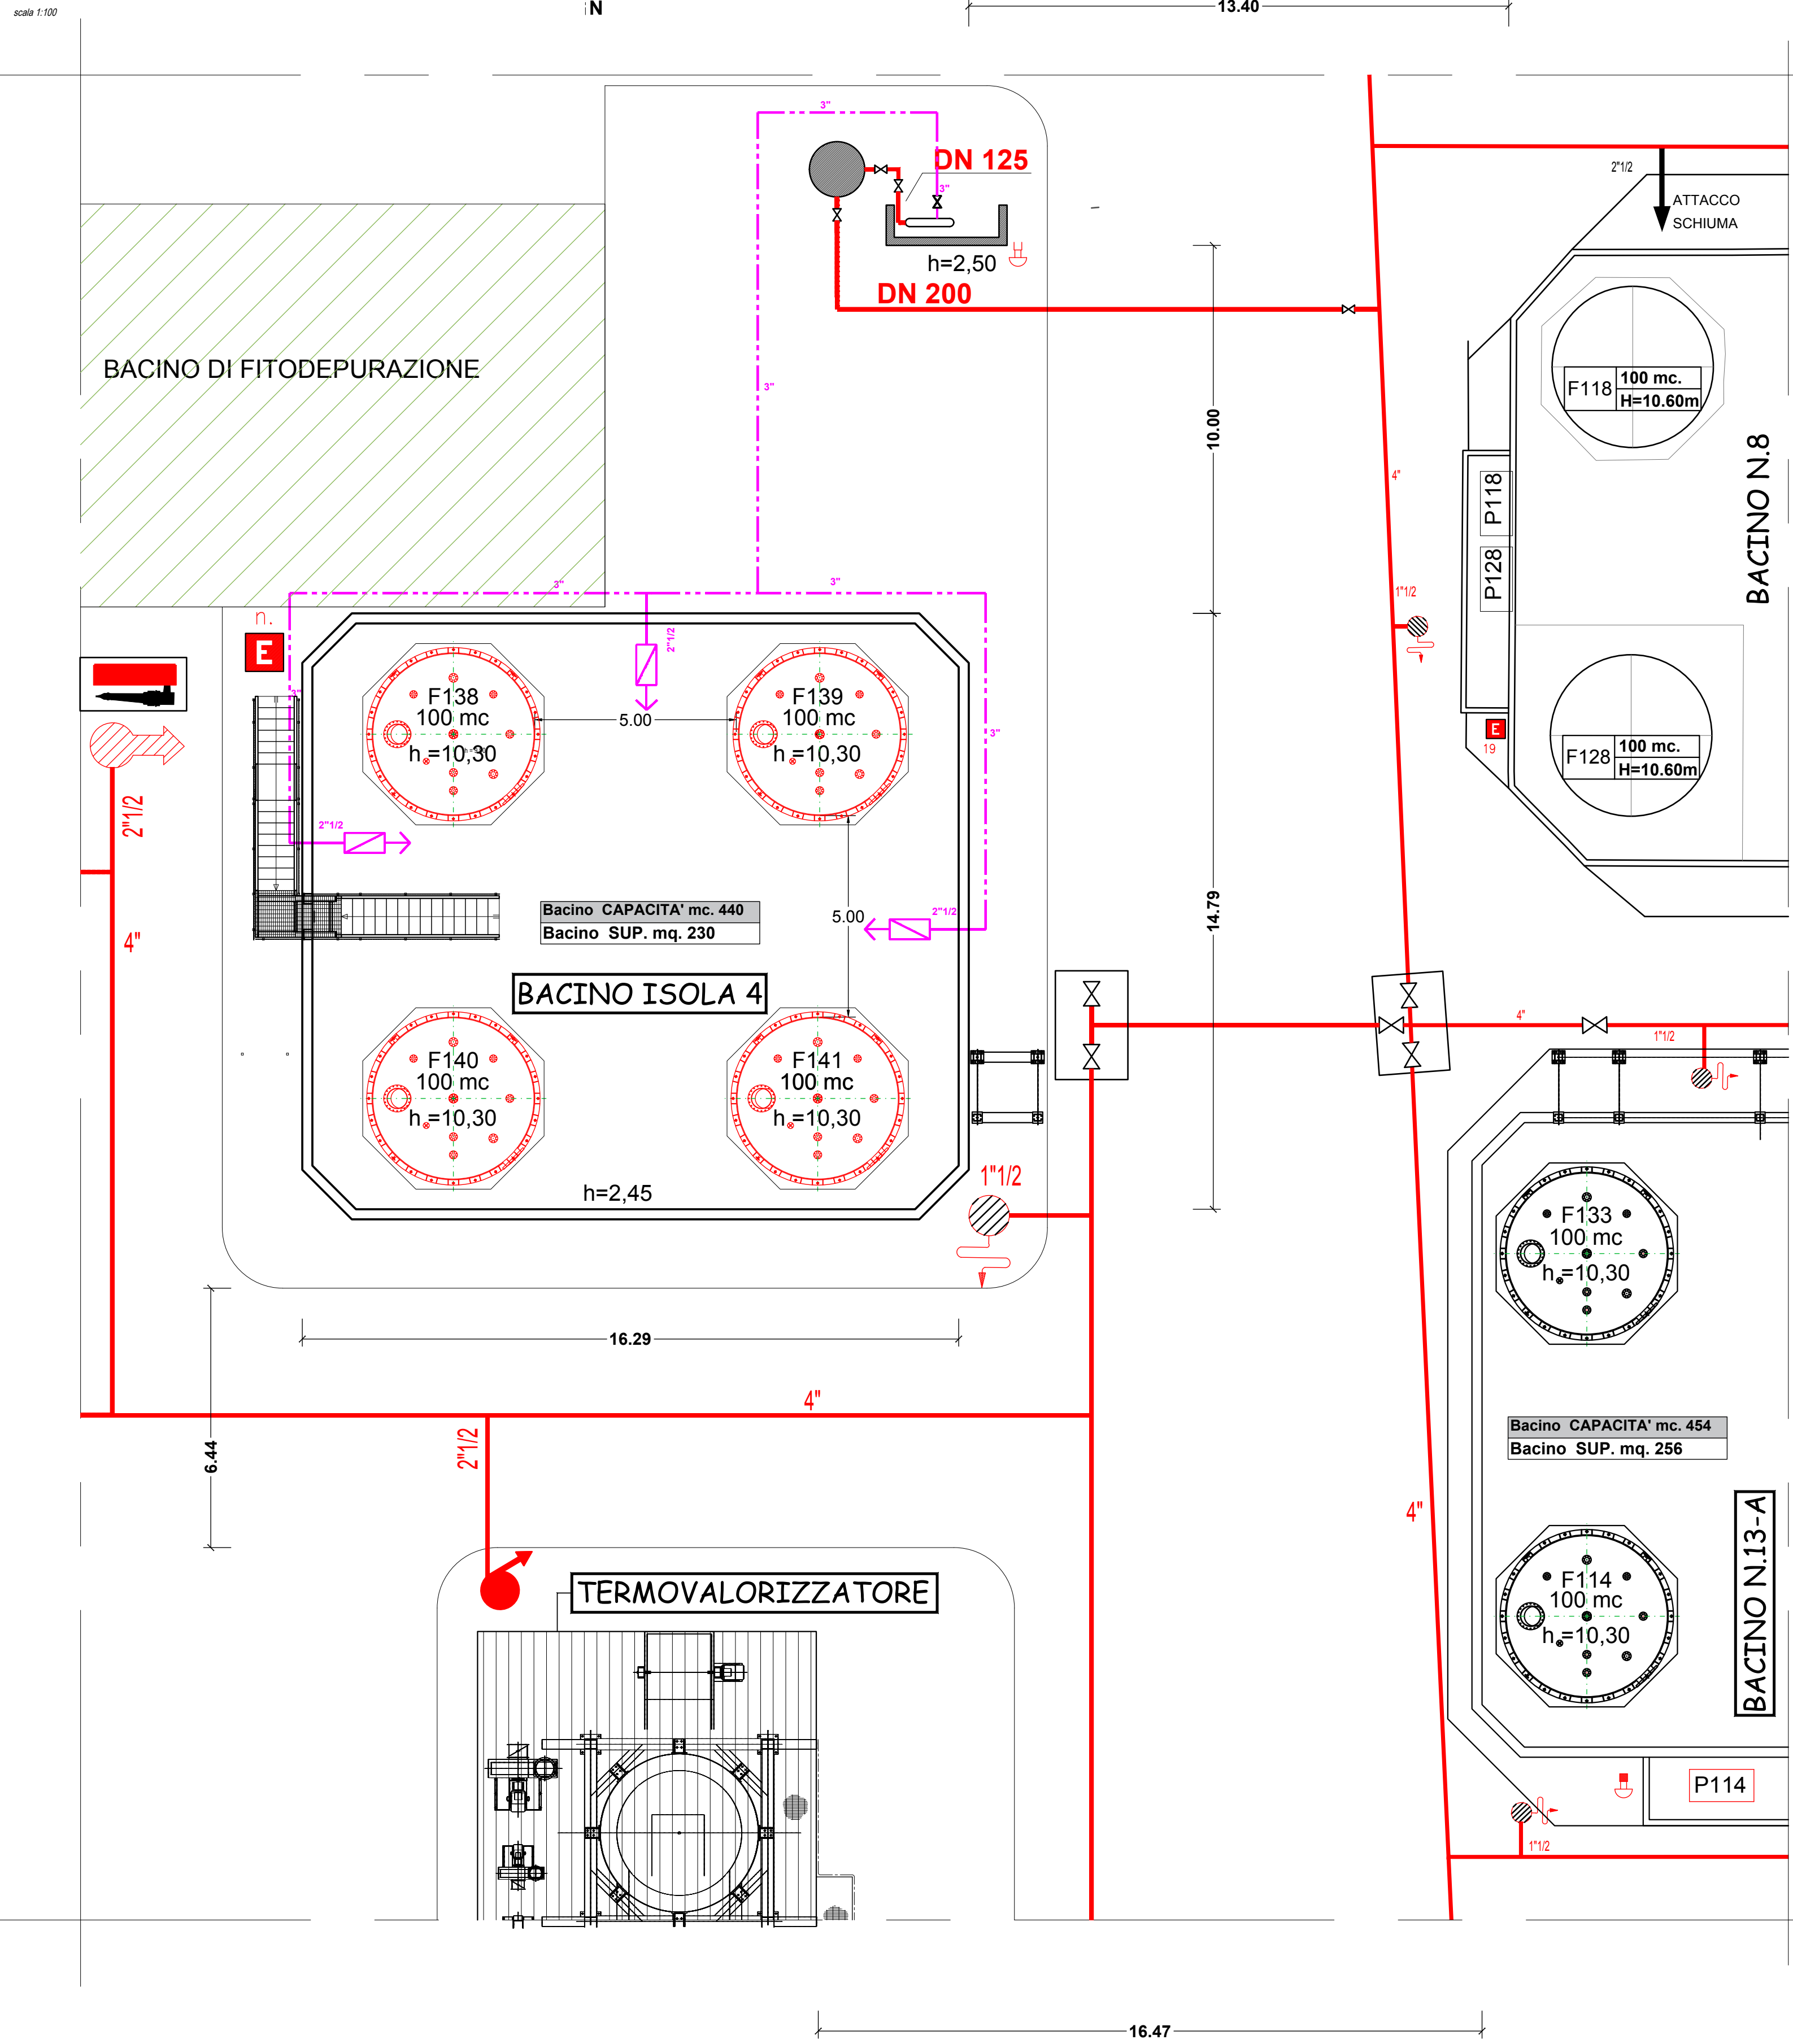 scala 1:100
N
13.40
3"
DN 125
3"
2"1/2
ATTACCO
SCHIUMA
h=2,50
DN 200
BACINO DI FITODEPURAZIONE
3"
F118
100 mc.
H=10.60m
10.00
4"
P118
P128
BACINO N.8
3"
3"
1"1/2
n.
E
2"1/2
3"
F138
100 mc
h =10,30
5.00
F139
100 mc
h =10,30
3"
E
19
F128
100 mc.
H=10.60m
2"1/2
2"1/2
4"
Bacino CAPACITA' mc. 440
Bacino SUP. mq. 230
5.00
2"1/2
14.79
BACINO ISOLA 4
4"
1"1/2
F140
100 mc
h =10,30
F141
100 mc
h =10,30
h=2,45
1"1/2
F133
100 mc
h =10,30
16.29
4"
2"1/2
6.44
Bacino CAPACITA' mc. 454
Bacino SUP. mq. 256
4"
BACINO N.13-A
F114
100 mc
h =10,30
TERMOVALORIZZATORE
P114
1"1/2
16.47